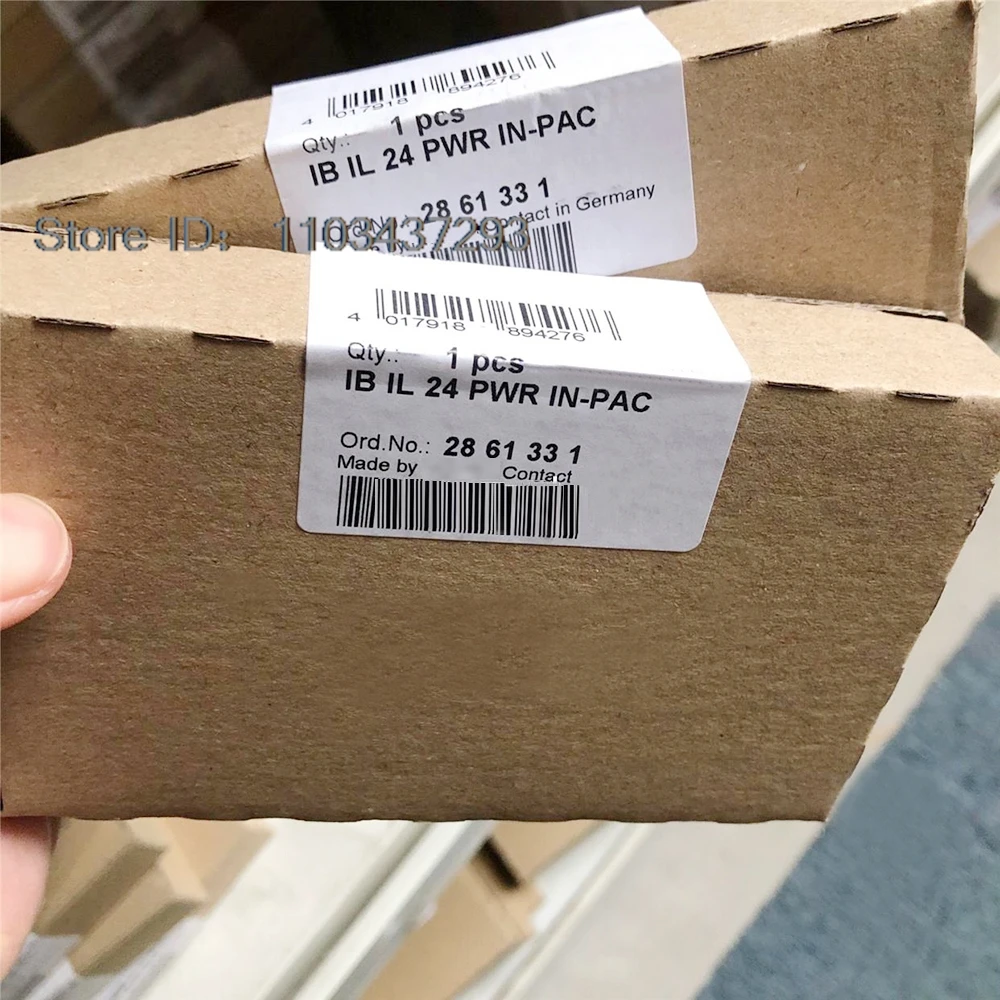 4 017918 894276
Qty.: 1 pcs
IB IL 24 PWR IN-PAC
28 61 33 1
Contact in Germany
Store ID: 1103437293
4 017918 894276
Qty.: 1 pcs
IB IL 24 PWR IN-PAC
Ord.No.: 28 61 33 1
Made by Contact